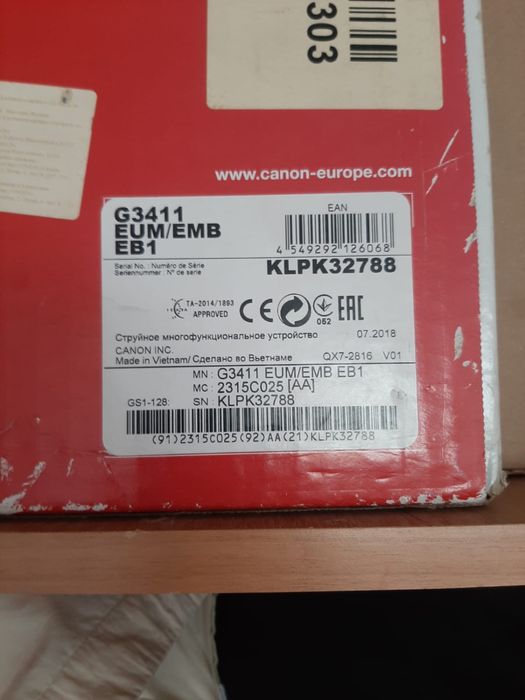 303
www.canon-europe.com
G3411
EUM/EMB
EB1
EAN
4 549292 126068
Serial No. : Numéro de Série
Seriennummer : Nº de serie
KLPK32788
TA-2014/1893
APPROVED
CE
052
EAC
Струйное многофункциональное устройство
07.2018
CANON INC.
Made in Vietnam/ Сделано во Вьетнаме
QX7-2816 V01
MN : G3411 EUM/EMB EB1
MC : 2315C025 [AA]
GS1-128: SN : KLPK32788
(91)2315C025(92)AA(21)KLPK32788